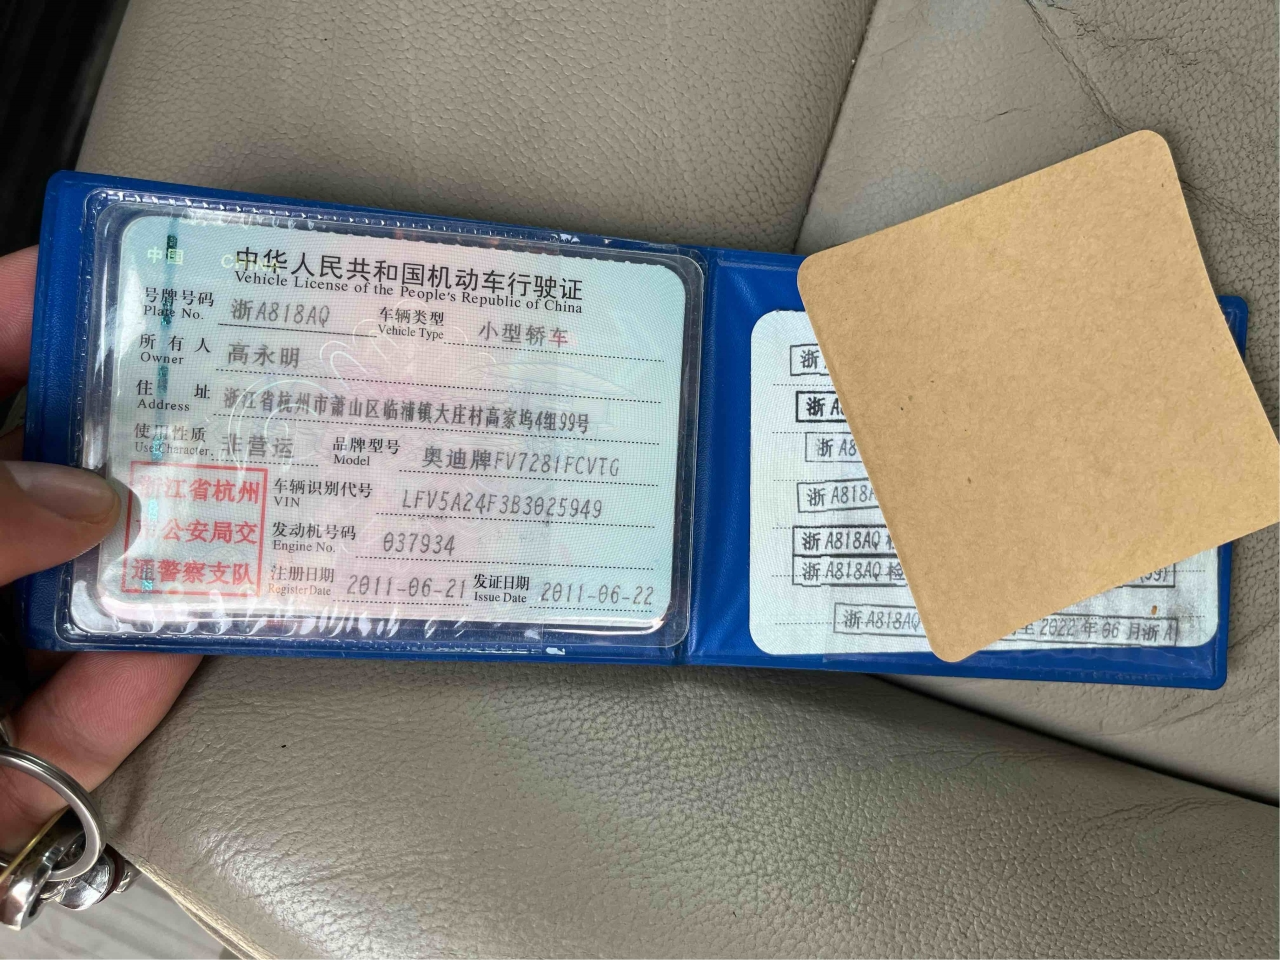 中国 CHINA
中华人民共和国机动车行驶证
Vehicle License of the People's Republic of China
号牌号码 浙A818AQ 车辆类型 小型轿车
Plate No. Vehicle Type
所有人 高永明
Owner
住址 浙江省杭州市萧山区临浦镇大庄村高家坞4组99号
Address
使用性质 非营运 品牌型号 奥迪牌FV7281FCVTG
Use Character Model
浙江省杭州
市公安局交
通警察支队
车辆识别代号 LFV5A24F3B3025949
VIN
发动机号码 037934
Engine No.
注册日期 2011-06-21 发证日期 2011-06-22
Register Date Issue Date
浙
浙A
浙A
浙A818A
浙A818AQ 检
浙A818AQ 检 (99)
浙A818AQ 至2022年06月浙A